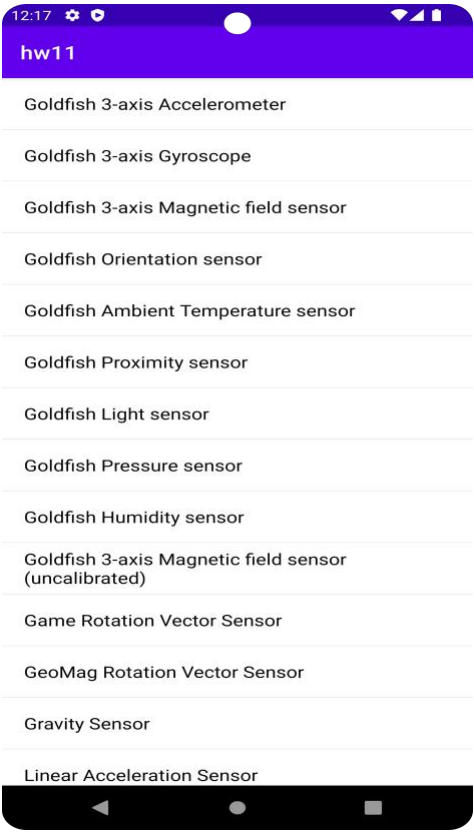 12:17
hw11
Goldfish 3-axis Accelerometer
Goldfish 3-axis Gyroscope
Goldfish 3-axis Magnetic field sensor
Goldfish Orientation sensor
Goldfish Ambient Temperature sensor
Goldfish Proximity sensor
Goldfish Light sensor
Goldfish Pressure sensor
Goldfish Humidity sensor
Goldfish 3-axis Magnetic field sensor
(uncalibrated)
Game Rotation Vector Sensor
GeoMag Rotation Vector Sensor
Gravity Sensor
Linear Acceleration Sensor